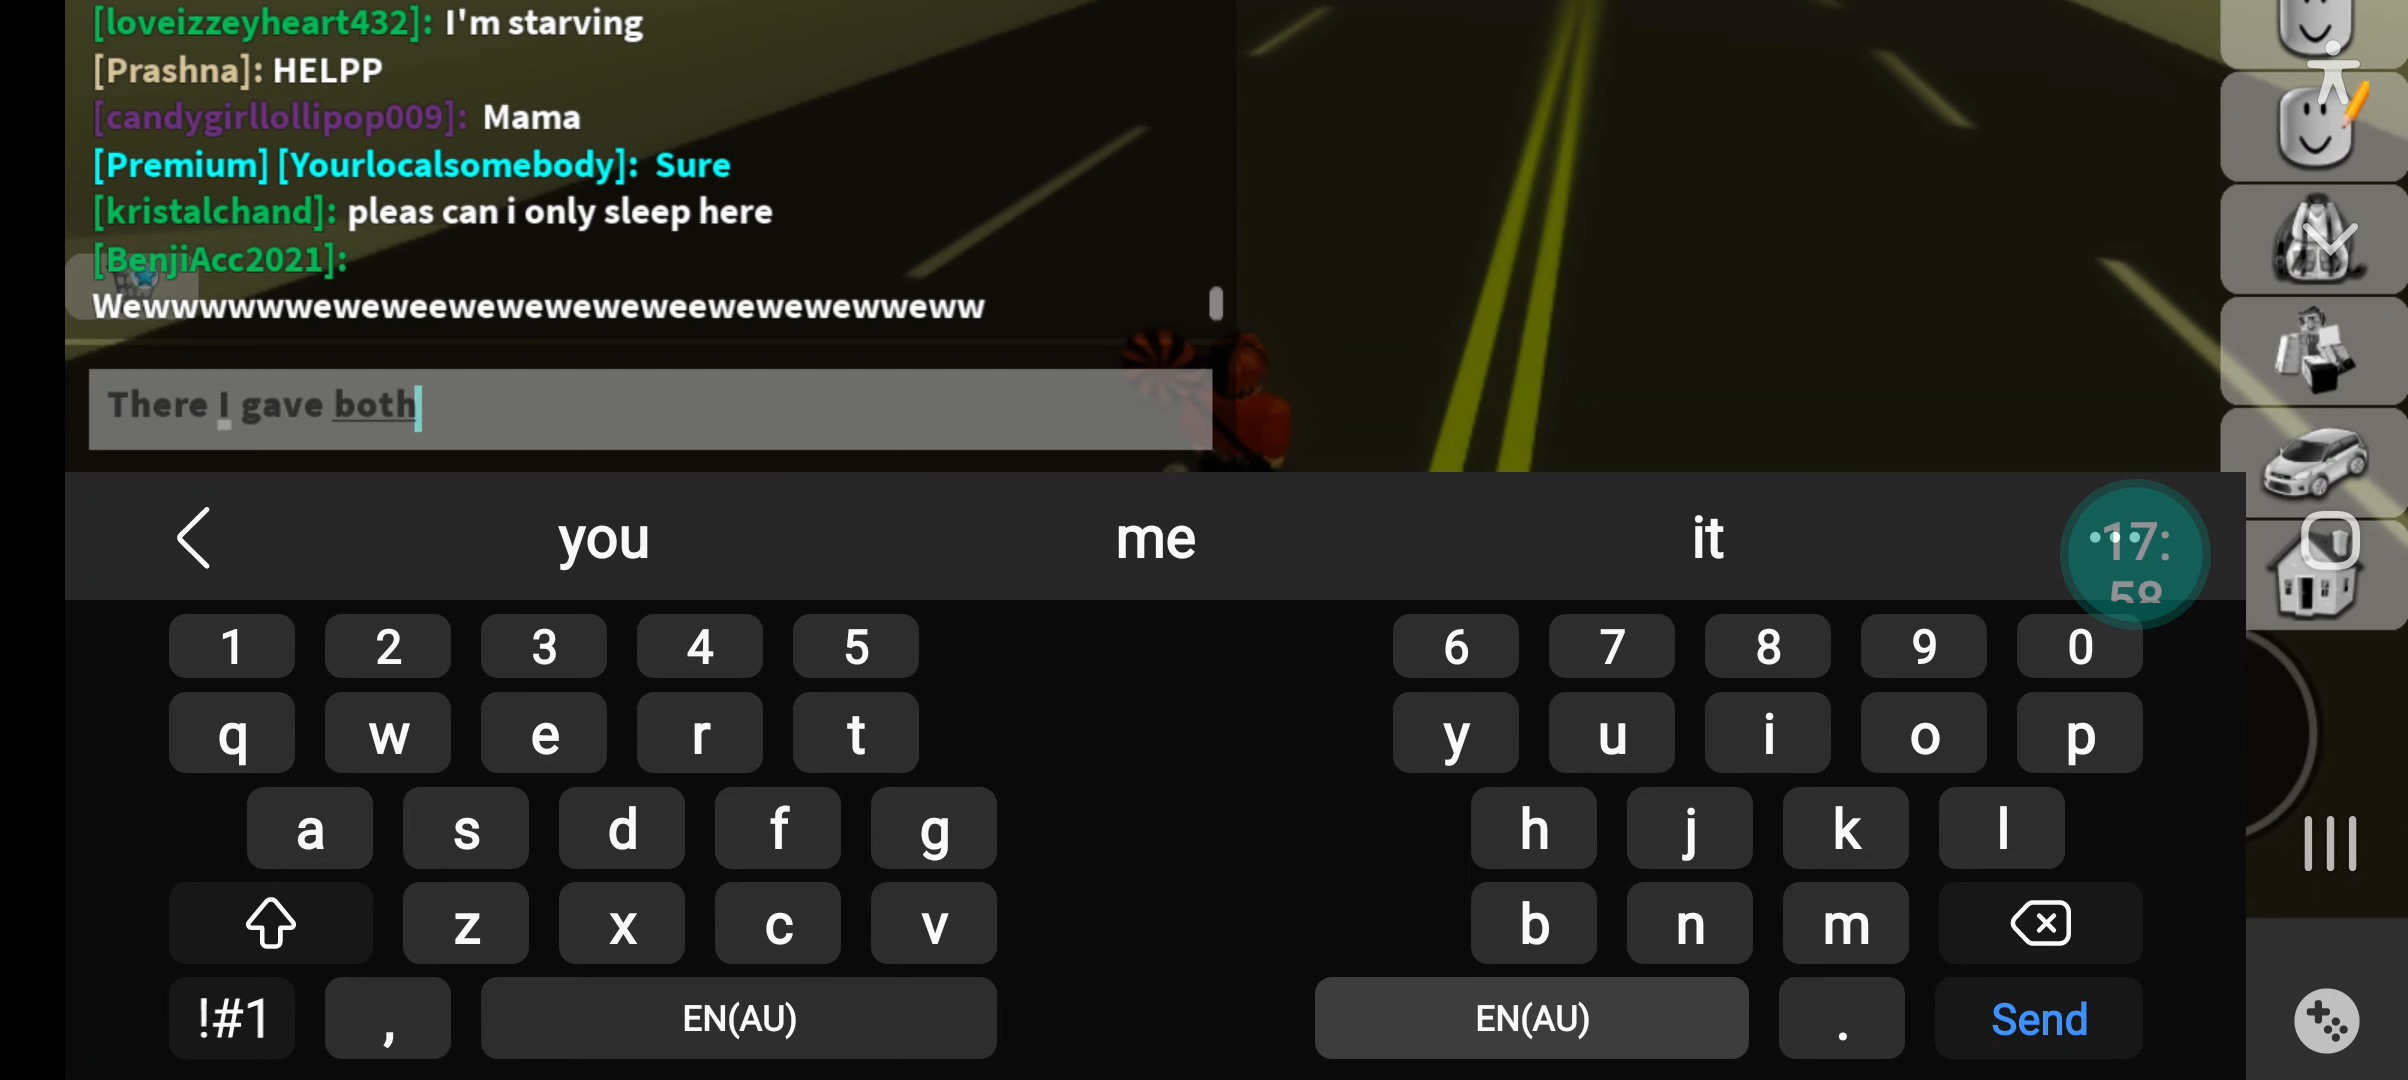 [loveizzeyheart432]: I'm starving
[Prashna]: HELPP
[candygirllollipop009]: Mama
[Premium] [Yourlocalsomebody]: Sure
[kristalchand]: pleas can i only sleep here
[BenjiAcc2021]:
Wewwwwwweweweeweweweweweewewewewweww
There I gave both
you me it 17:
58
1 2 3 4 5 6 7 8 9 0
q w e r t y u i o p
a s d f g h j k l
z x c v b n m
!#1 , EN(AU) EN(AU) . Send